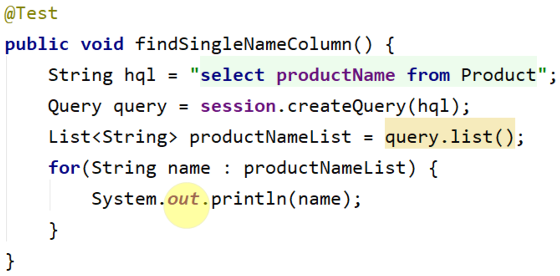 @Test
public void findSingleNameColumn() {
    String hql = "select productName from Product";
    Query query = session.createQuery(hql);
    List<String> productNameList = query.list();
    for(String name : productNameList) {
        System.out.println(name);
    }
}